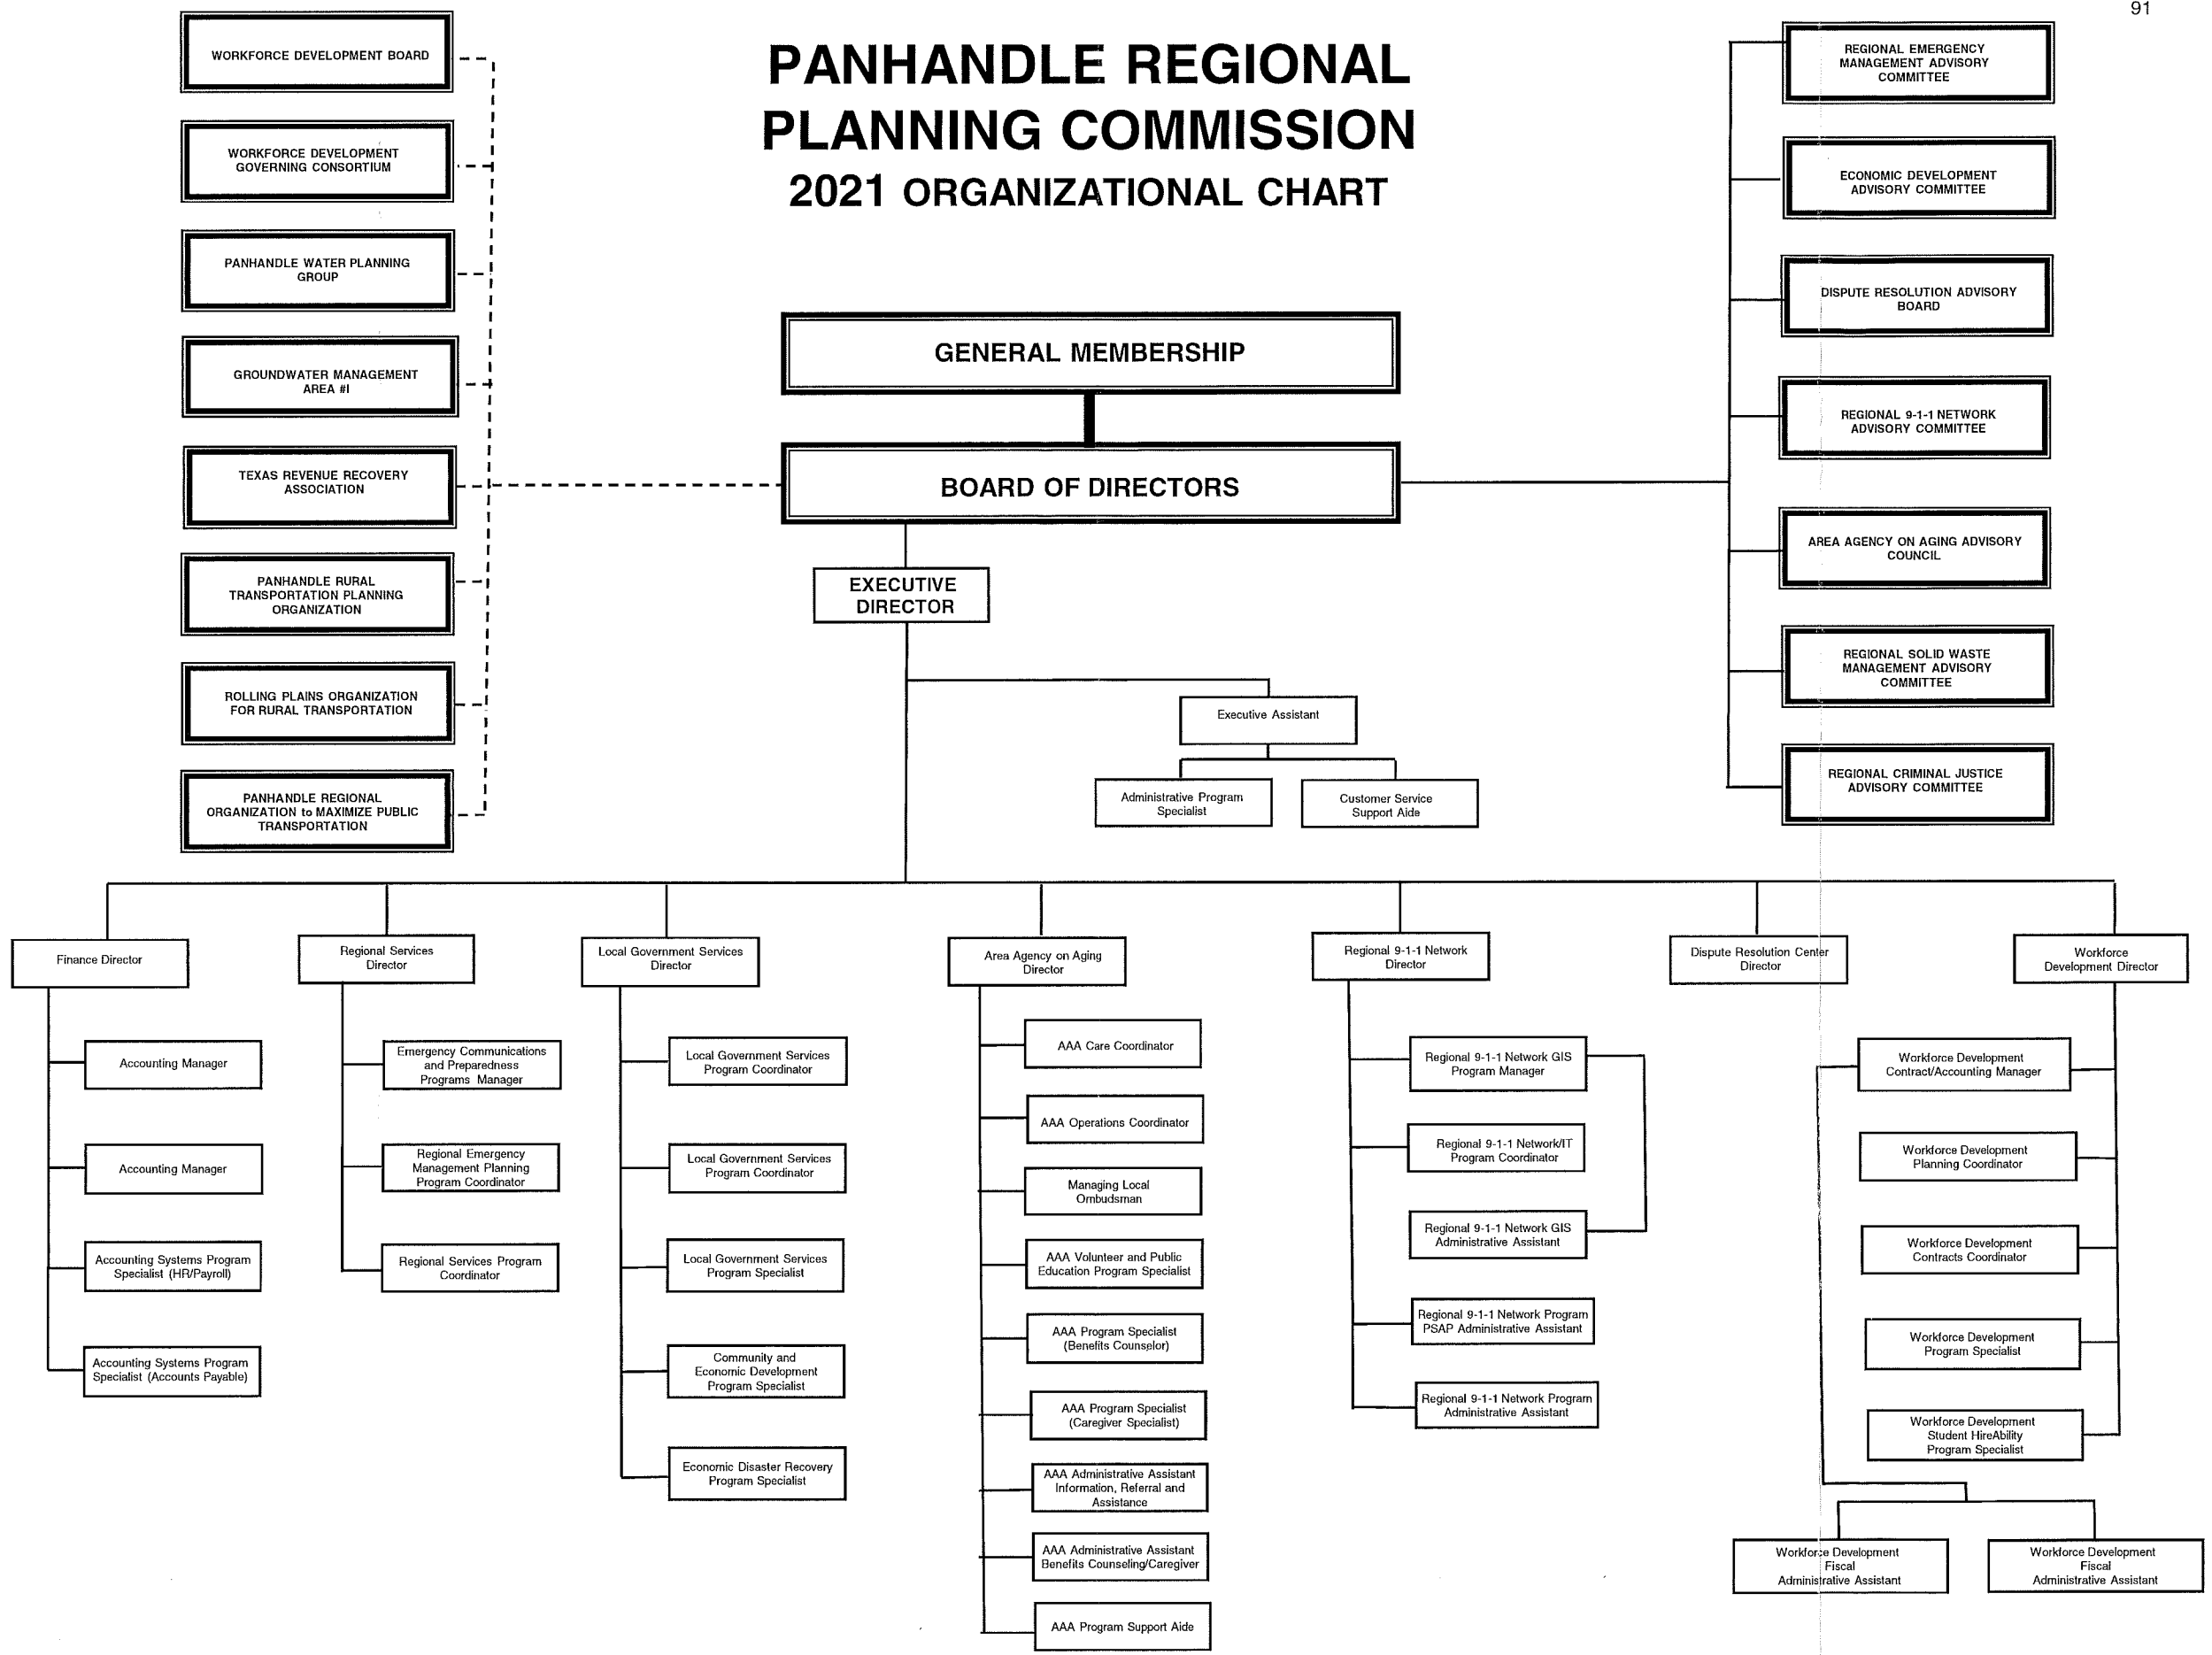 91
PANHANDLE REGIONAL
PLANNING COMMISSION
2021 ORGANIZATIONAL CHART
WORKFORCE DEVELOPMENT BOARD
WORKFORCE DEVELOPMENT
GOVERNING CONSORTIUM
PANHANDLE WATER PLANNING
GROUP
GROUNDWATER MANAGEMENT
AREA #I
TEXAS REVENUE RECOVERY
ASSOCIATION
PANHANDLE RURAL
TRANSPORTATION PLANNING
ORGANIZATION
ROLLING PLAINS ORGANIZATION
FOR RURAL TRANSPORTATION
PANHANDLE REGIONAL
ORGANIZATION to MAXIMIZE PUBLIC
TRANSPORTATION
GENERAL MEMBERSHIP
BOARD OF DIRECTORS
EXECUTIVE
DIRECTOR
Executive Assistant
Administrative Program
Specialist
Customer Service
Support Aide
REGIONAL EMERGENCY
MANAGEMENT ADVISORY
COMMITTEE
ECONOMIC DEVELOPMENT
ADVISORY COMMITTEE
DISPUTE RESOLUTION ADVISORY
BOARD
REGIONAL 9-1-1 NETWORK
ADVISORY COMMITTEE
AREA AGENCY ON AGING ADVISORY
COUNCIL
REGIONAL SOLID WASTE
MANAGEMENT ADVISORY
COMMITTEE
REGIONAL CRIMINAL JUSTICE
ADVISORY COMMITTEE
Finance Director
Accounting Manager
Accounting Manager
Accounting Systems Program
Specialist (HR/Payroll)
Accounting Systems Program
Specialist (Accounts Payable)
Regional Services
Director
Emergency Communications
and Preparedness
Programs Manager
Regional Emergency
Management Planning
Program Coordinator
Regional Services Program
Coordinator
Local Government Services
Director
Local Government Services
Program Coordinator
Local Government Services
Program Coordinator
Local Government Services
Program Specialist
Community and
Economic Development
Program Specialist
Economic Disaster Recovery
Program Specialist
Area Agency on Aging
Director
AAA Care Coordinator
AAA Operations Coordinator
Managing Local
Ombudsman
AAA Volunteer and Public
Education Program Specialist
AAA Program Specialist
(Benefits Counselor)
AAA Program Specialist
(Caregiver Specialist)
AAA Administrative Assistant
Information, Referral and
Assistance
AAA Administrative Assistant
Benefits Counseling/Caregiver
AAA Program Support Aide
Regional 9-1-1 Network
Director
Regional 9-1-1 Network GIS
Program Manager
Regional 9-1-1 Network/IT
Program Coordinator
Regional 9-1-1 Network GIS
Administrative Assistant
Regional 9-1-1 Network Program
PSAP Administrative Assistant
Regional 9-1-1 Network Program
Administrative Assistant
Dispute Resolution Center
Director
Workforce
Development Director
Workforce Development
Contract/Accounting Manager
Workforce Development
Planning Coordinator
Workforce Development
Contracts Coordinator
Workforce Development
Program Specialist
Workforce Development
Student HireAbility
Program Specialist
Workforce Development
Fiscal
Administrative Assistant
Workforce Development
Fiscal
Administrative Assistant